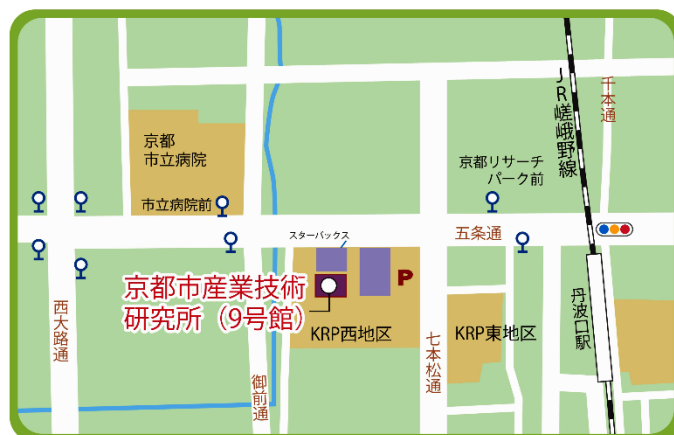 千本通
JR嵯峨野線
京都
市立病院
京都リサーチ
パーク前
市立病院前
スターバックス
五条通
P
京都市産業技術
研究所（9号館）
KRP西地区
KRP東地区
西大路通
御前通
七本松通
丹波口駅